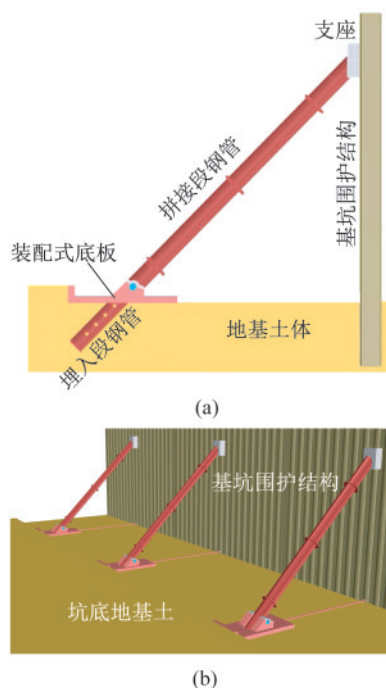 支座
拼接段钢管
基坑围护结构
装配式底板
埋入段钢管
地基土体
(a)
基坑围护结构
坑底地基土
(b)